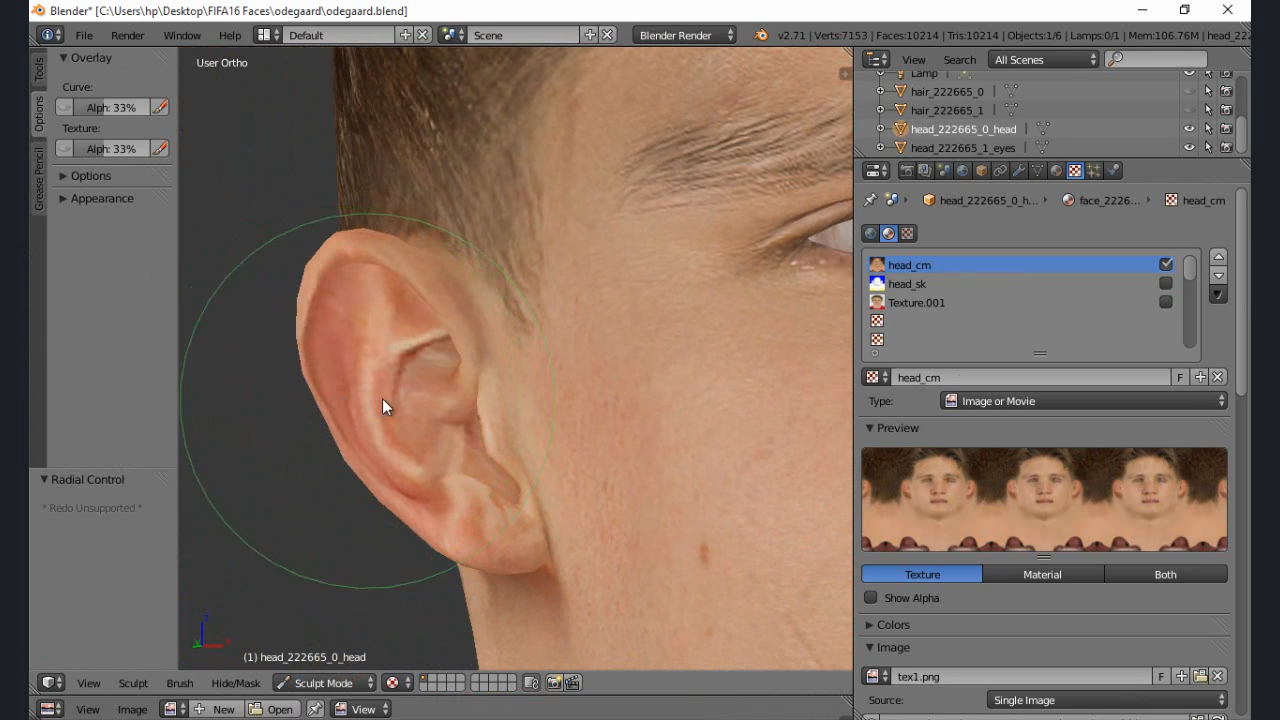 Blender* [C:\Users\hp\Desktop\FIFA16 Faces\odegaard\odegaard.blend]
File Render Window Help Default Scene Blender Render v2.71 | Verts:7153 | Faces:10214 | Tris:10214 | Objects:1/6 | Lamps:0/1 | Mem:106.76M | head_22
Tools
Options
Grease Pencil
Overlay
Curve:
Alph: 33%
Texture:
Alph: 33%
Options
Appearance
Radial Control
* Redo Unsupported *
User Ortho
(1) head_222665_0_head
View Sculpt Brush Hide/Mask Sculpt Mode
View Image New Open View
View Search All Scenes
Lamp
hair_222665_0
hair_222665_1
head_222665_0_head
head_222665_1_eyes
head_222665_0_h... face_2226... head_cm
head_cm
head_sk
Texture.001
head_cm F
Type: Image or Movie
Preview
Texture Material Both
Show Alpha
Colors
Image
tex1.png F
Source: Single Image